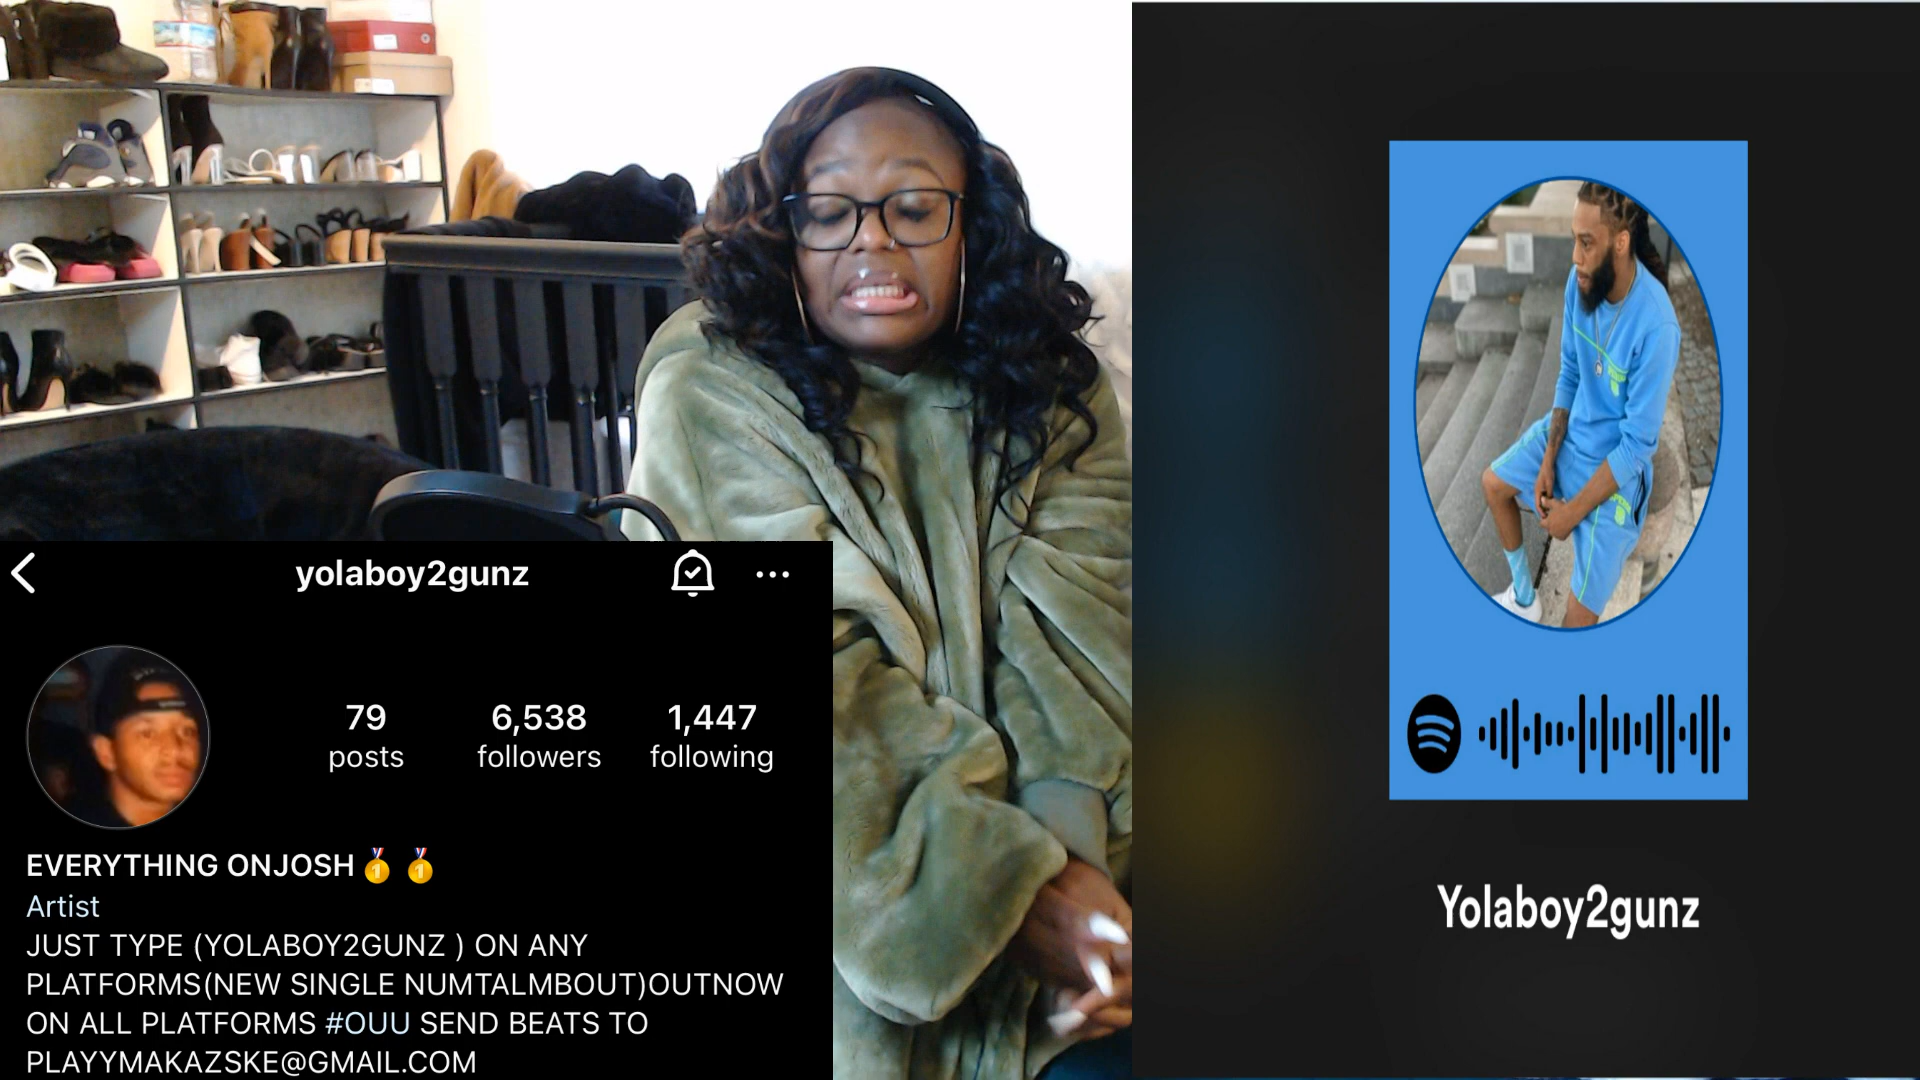 yolaboy2gunz
79
posts
6,538
followers
1,447
following
EVERYTHING ONJOSH🏅🏅
Artist
JUST TYPE (YOLABOY2GUNZ ) ON ANY
PLATFORMS(NEW SINGLE NUMTALMBOUT)OUTNOW
ON ALL PLATFORMS #OUU SEND BEATS TO
PLAYYMAKAZSKE@GMAIL.COM
Yolaboy2gunz